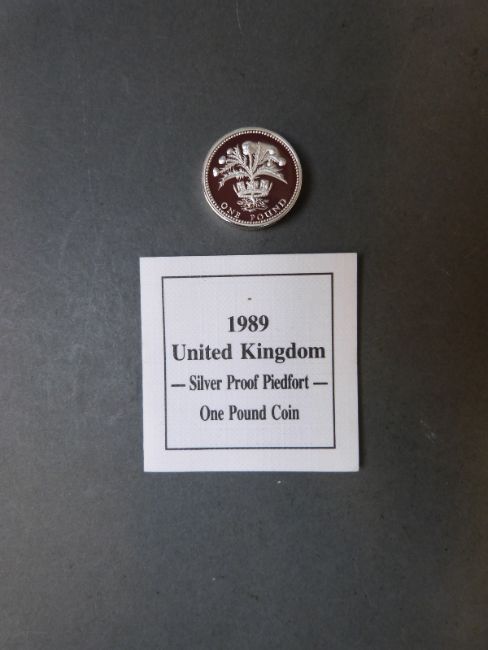 ONE POUND
1989
United Kingdom
— Silver Proof Piedfort —
One Pound Coin